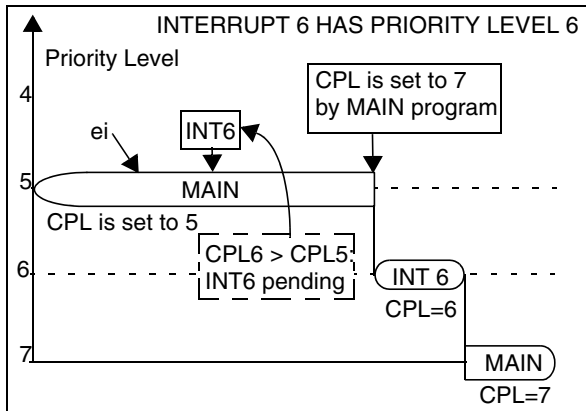 INTERRUPT 6 HAS PRIORITY LEVEL 6
Priority Level
CPL is set to 7
by MAIN program
4
ei
INT6
5
MAIN
CPL is set to 5
CPL6 > CPL5:
INT6 pending
6
INT 6
CPL=6
7
MAIN
CPL=7